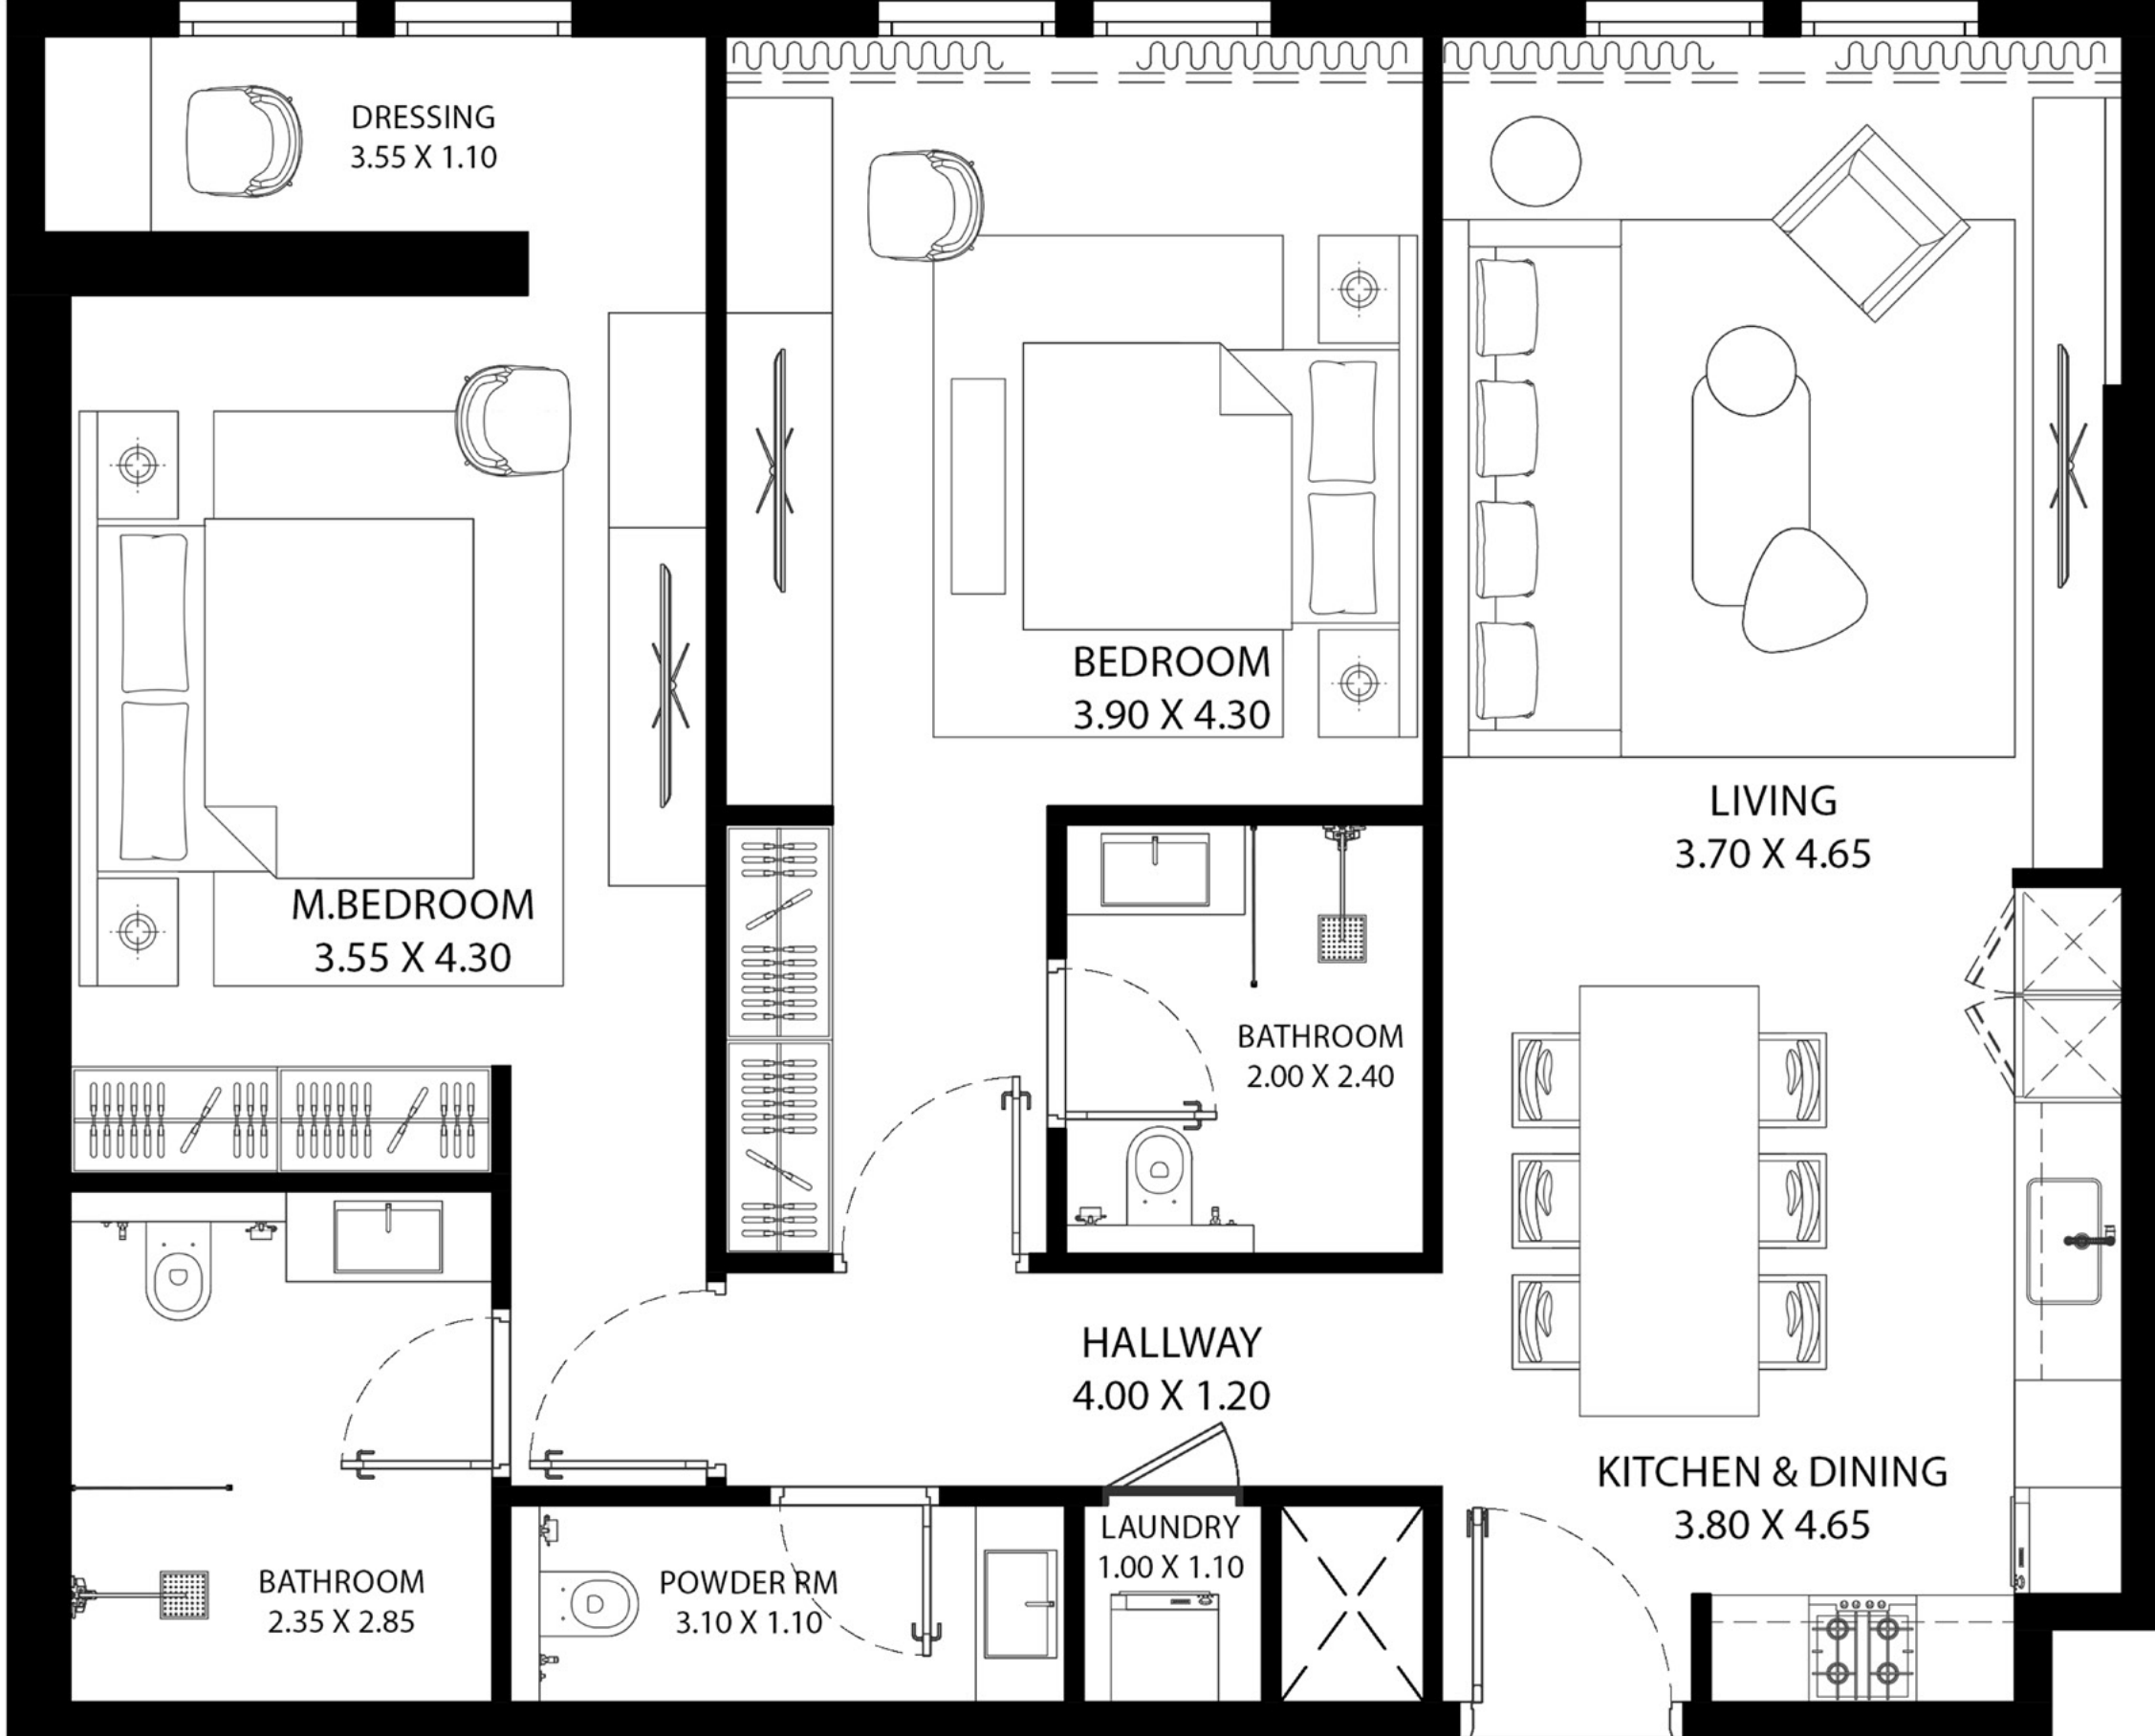 DRESSING
3.55 X 1.10
BEDROOM
3.90 X 4.30
LIVING
3.70 X 4.65
M.BEDROOM
3.55 X 4.30
BATHROOM
2.00 X 2.40
HALLWAY
4.00 X 1.20
KITCHEN & DINING
3.80 X 4.65
BATHROOM
2.35 X 2.85
POWDER RM
3.10 X 1.10
LAUNDRY
1.00 X 1.10